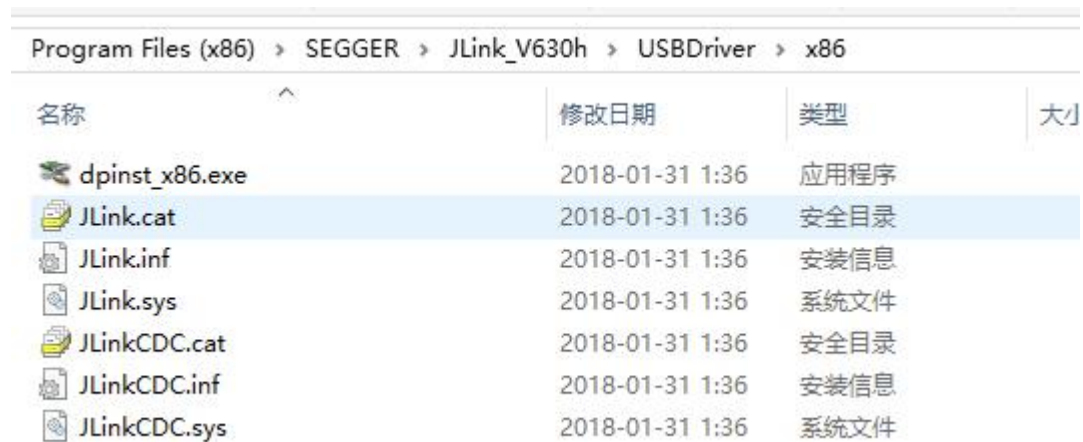 Program Files (x86) > SEGGER > JLink_V630h > USBDriver > x86
名称 修改日期 类型 大小
dpinst_x86.exe 2018-01-31 1:36 应用程序
JLink.cat 2018-01-31 1:36 安全目录
JLink.inf 2018-01-31 1:36 安装信息
JLink.sys 2018-01-31 1:36 系统文件
JLinkCDC.cat 2018-01-31 1:36 安全目录
JLinkCDC.inf 2018-01-31 1:36 安装信息
JLinkCDC.sys 2018-01-31 1:36 系统文件